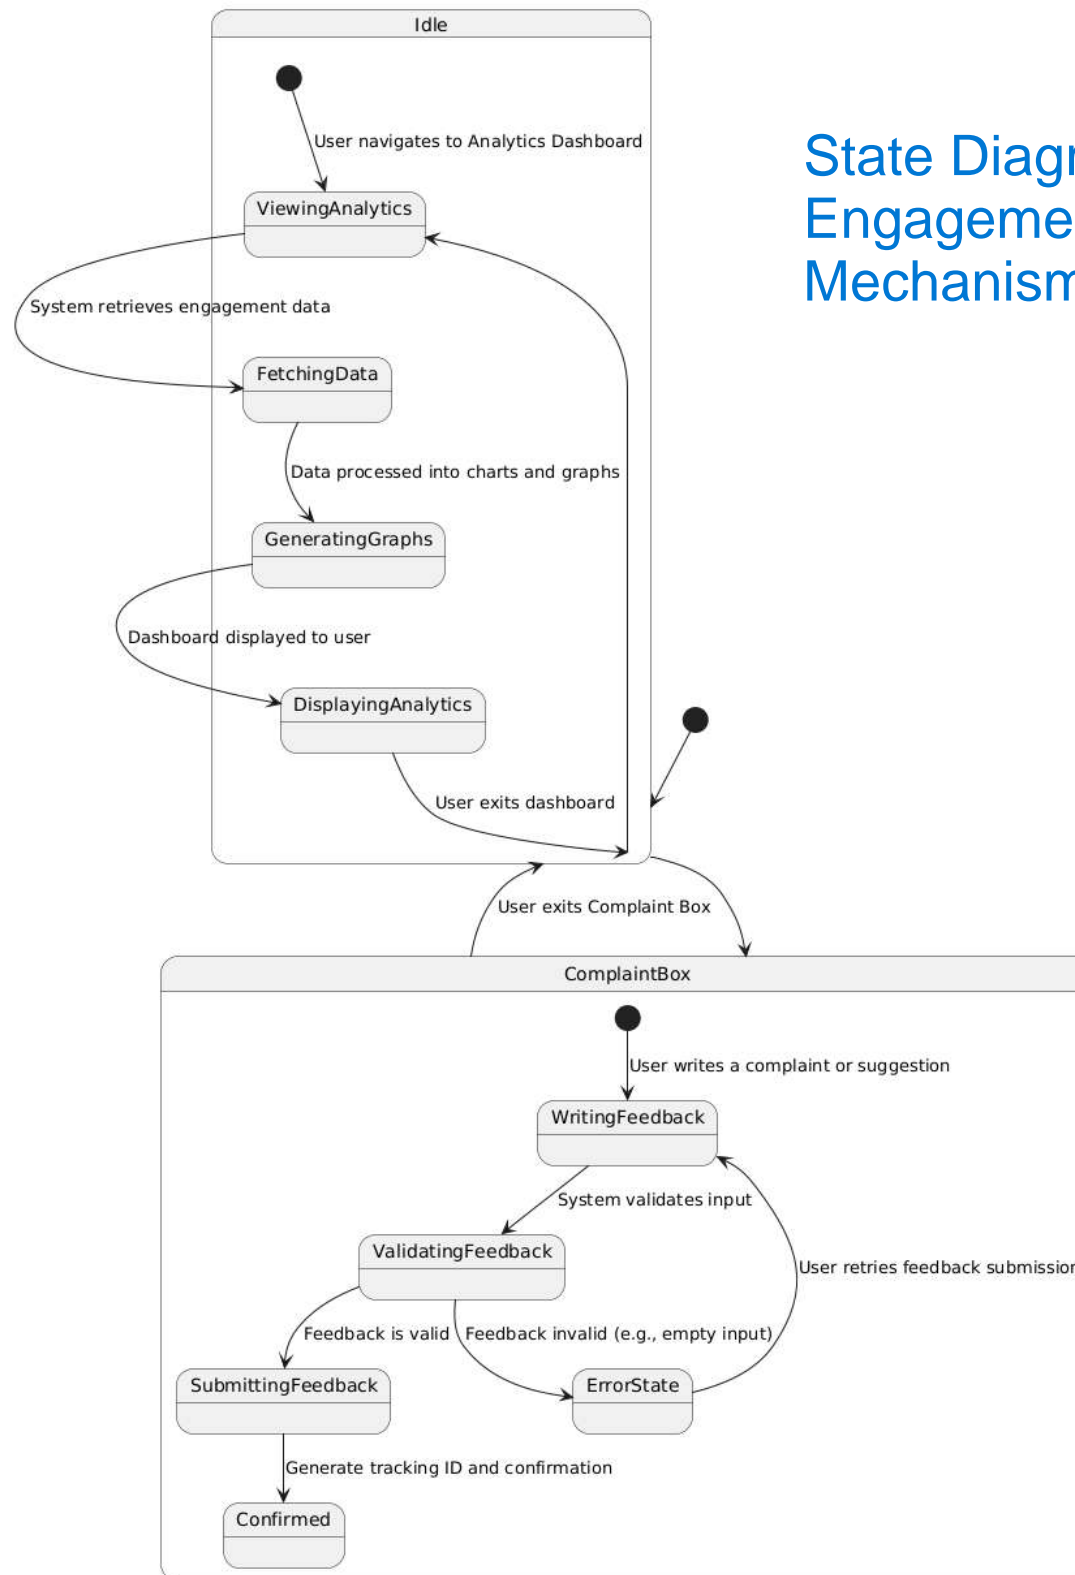 Idle
User navigates to Analytics Dashboard
State Diagr
Engageme
Mechanism
ViewingAnalytics
System retrieves engagement data
FetchingData
Data processed into charts and graphs
GeneratingGraphs
Dashboard displayed to user
DisplayingAnalytics
User exits dashboard
User exits Complaint Box
ComplaintBox
User writes a complaint or suggestion
WritingFeedback
System validates input
ValidatingFeedback
User retries feedback submission
Feedback is valid
Feedback invalid (e.g., empty input)
SubmittingFeedback
ErrorState
Generate tracking ID and confirmation
Confirmed